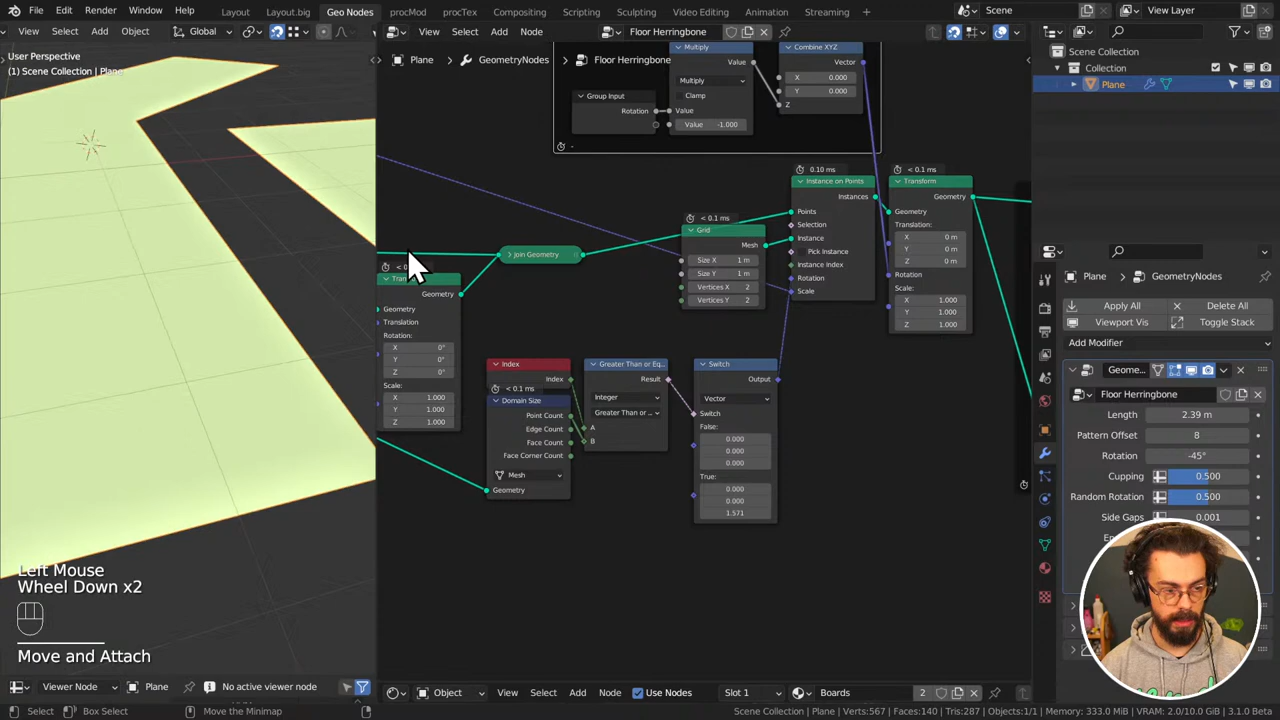 File Edit Render Window Help Layout Layout.big Geo Nodes procMod procTex Compositing Scripting Sculpting Video Editing Animation Streaming + Scene View Layer
View Select Add Object Global View Select Add Node Floor Herringbone
User Perspective
(1) Scene Collection | Plane
Plane > GeometryNodes > Floor Herringbone
Scene Collection
Collection
Plane
Multiply
Value
Multiply
Clamp
Value
Value -1.000
Group Input
Rotation
Combine XYZ
Vector
X 0.000
Y 0.000
Z
0.10 ms
Instance on Points
Instances
Points
Selection
Instance
Pick Instance
Instance Index
Rotation
Scale
< 0.1 ms
Transform
Geometry
Geometry
Translation:
X 0 m
Y 0 m
Z 0 m
Rotation
Scale:
X 1.000
Y 1.000
Z 1.000
< 0.1 ms
Grid
Mesh
Size X 1 m
Size Y 1 m
Vertices X 2
Vertices Y 2
Join Geometry
Geometry
Geometry
Translation
Rotation:
X 0°
Y 0°
Z 0°
Scale:
X 1.000
Y 1.000
Z 1.000
Index
Index
< 0.1 ms
Domain Size
Point Count
Edge Count
Face Count
Face Corner Count
Mesh
Geometry
Greater Than or Eq...
Result
Integer
Greater Than or ...
A
B
Switch
Output
Vector
Switch
False:
0.000
0.000
0.000
True:
0.000
0.000
1.571
Plane > GeometryNodes
Apply All Delete All
Viewport Vis Toggle Stack
Add Modifier
Geome...
Floor Herringbone
Length 2.39 m
Pattern Offset 8
Rotation -45°
Cupping 0.500
Random Rotation 0.500
Side Gaps 0.001
Left Mouse
Wheel Down x2
Move and Attach
Viewer Node Plane No active viewer node
Object View Select Add Node Use Nodes Slot 1 Boards 2
Select Box Select Moves the Minimap Scene Collection | Plane | Verts:567 | Faces:140 | Tris:287 | Objects:1/1 | Memory: 333.0 MiB | VRAM: 2.0/10.0 GiB | 3.1.0 Beta